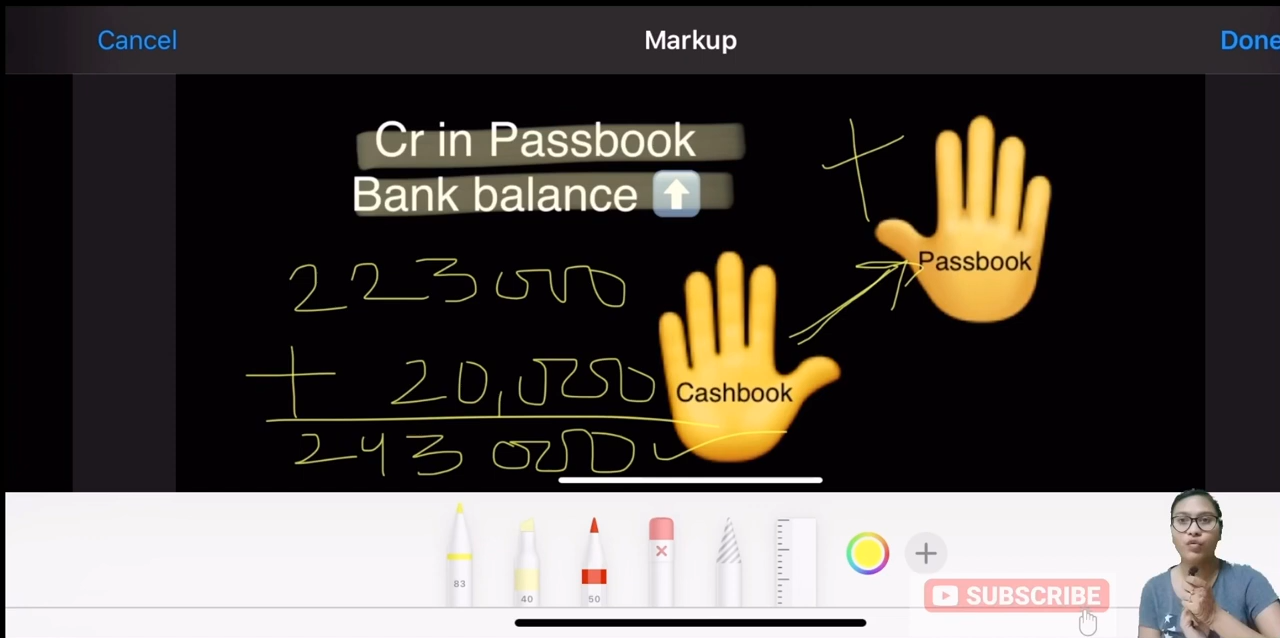 Cancel
Markup
Done
Cr in Passbook
Bank balance ⬆️
223000
+ 20,000
243000
Passbook
Cashbook
83
40
50
SUBSCRIBE